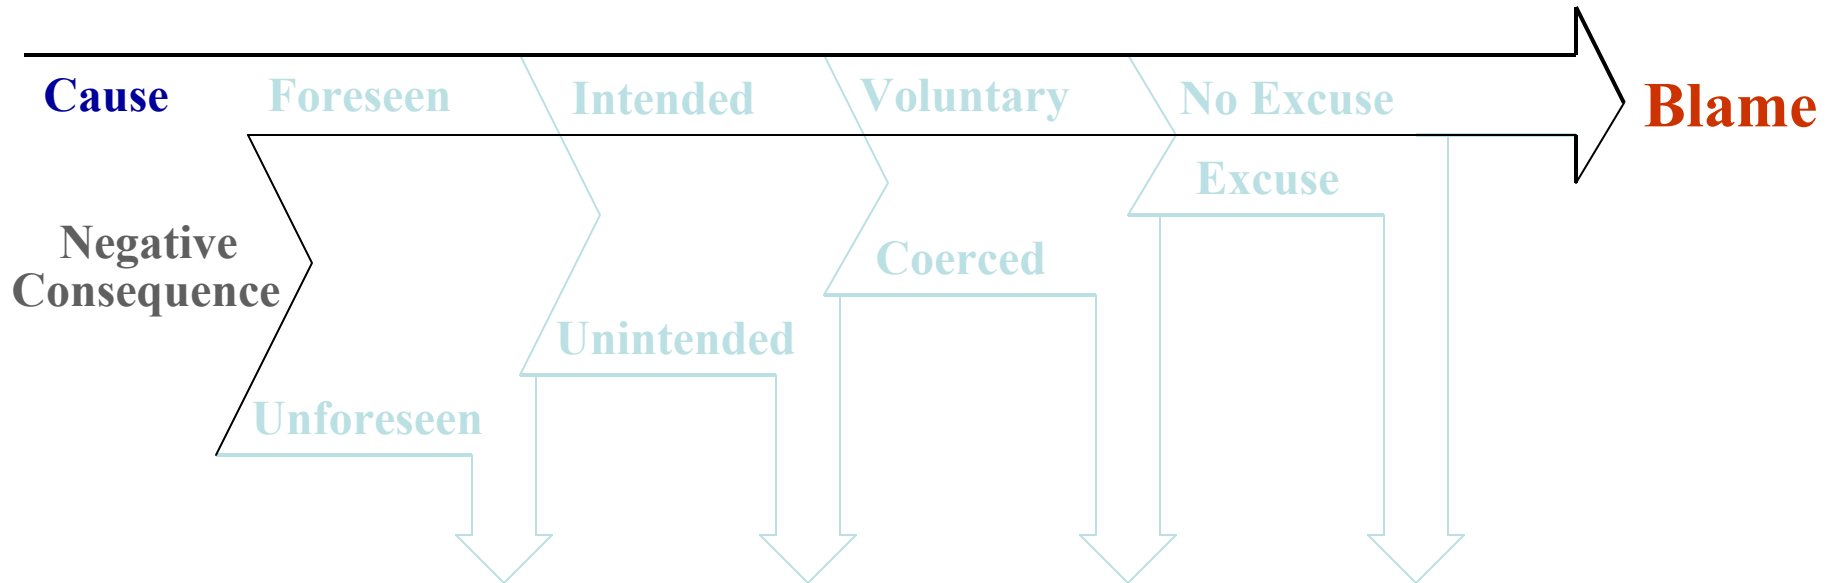 Cause Foreseen Intended Voluntary No Excuse Blame
Excuse
Negative
Consequence
Coerced
Unintended
Unforeseen